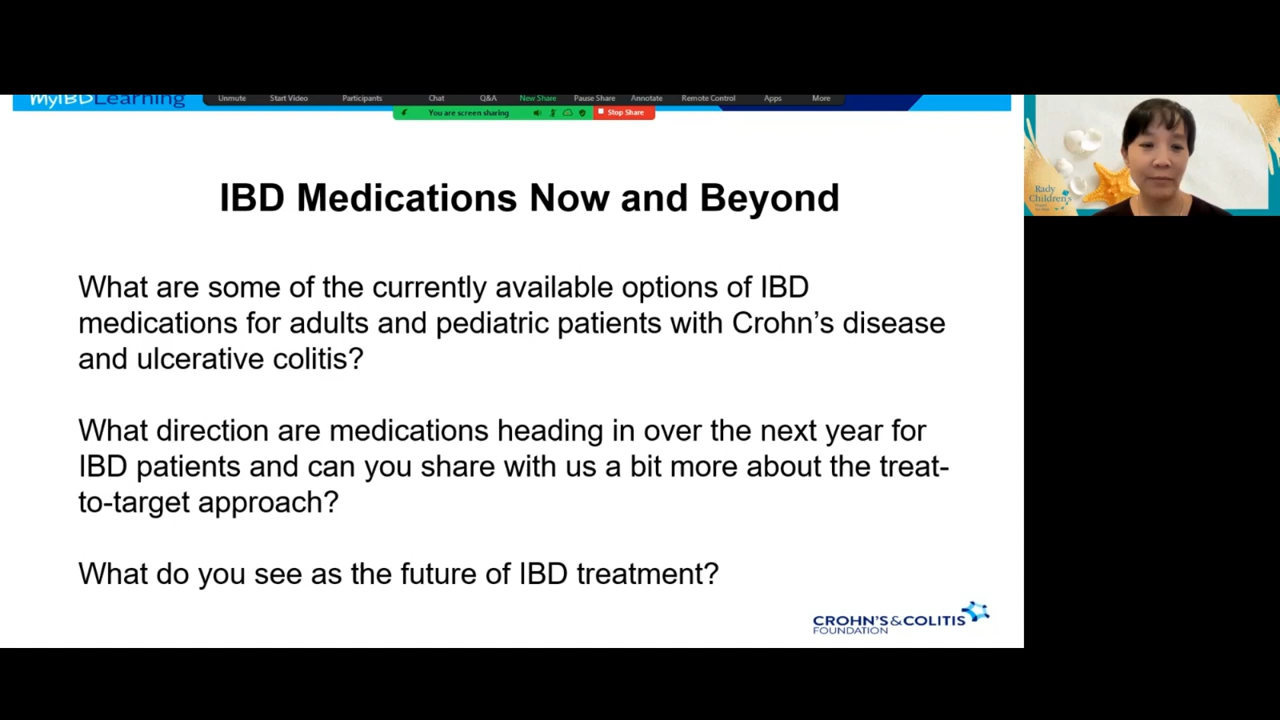 MyIBD Learning
Unmute Start Video Participants Chat Q&A New Share Pause Share Annotate Remote Control Apps More
You are screen sharing Stop Share
IBD Medications Now and Beyond
What are some of the currently available options of IBD
medications for adults and pediatric patients with Crohn’s disease
and ulcerative colitis?
What direction are medications heading in over the next year for
IBD patients and can you share with us a bit more about the treat-
to-target approach?
What do you see as the future of IBD treatment?
CROHN'S & COLITIS
FOUNDATION
Rady
Children's